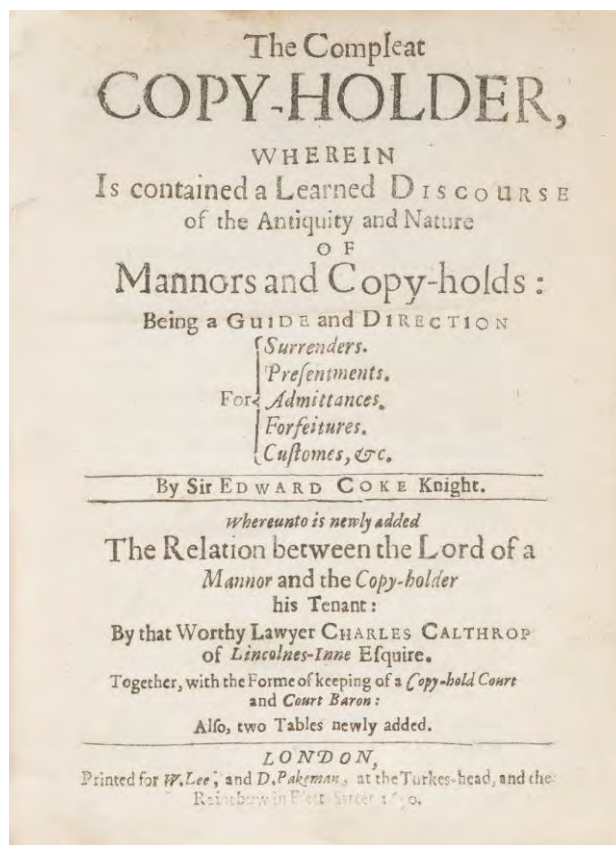 The Compleat
COPY-HOLDER,
WHEREIN
Is contained a Learned DISCOURSE
of the Antiquity and Nature
OF
Mannors and Copy-holds :
Being a GUIDE and DIRECTION
For
Surrenders.
Preſentments.
Admittances.
Forfeitures.
Cuſtomes, &c.
By Sir EDWARD COKE Knight.
Whereunto is newly added
The Relation between the Lord of a
Mannor and the Copy-holder
his Tenant :
By that Worthy Lawyer CHARLES CALTHROP
of Lincolnes-Inne Eſquire.
Together, with the Forme of keeping of a Copy-hold Court
and Court Baron :
Alſo, two Tables newly added.
LONDON,
Printed for W. Lee, and D. Pakeman, at the Turkes-head, and the
in Fleet-Street 1650.